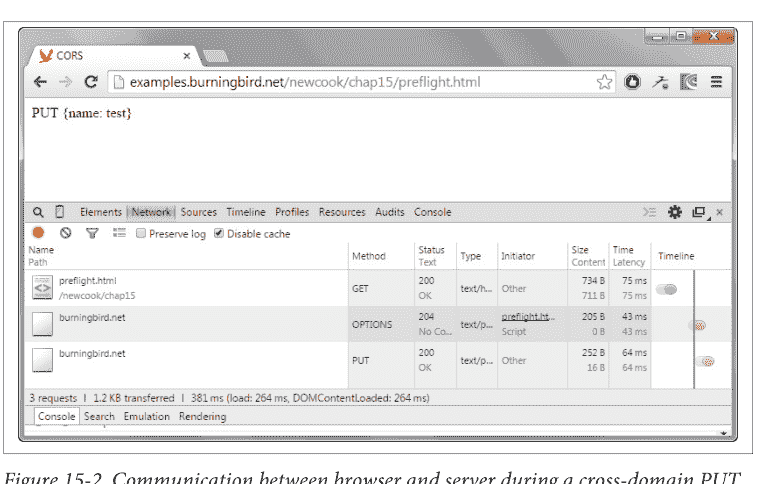 CORS
examples.burningbird.net/newcook/chap15/preflight.html
PUT {name: test}
Elements Network Sources Timeline Profiles Resources Audits Console
Preserve log Disable cache
Name Method Status Type Initiator Size Time Timeline
Path Text Content Latency
preflight.html GET 200 text/h... Other 734 B 75 ms
/newcook/chap15 OK 711 B 75 ms
burningbird.net OPTIONS 204 text/p... preflight.ht... 205 B 43 ms
No Co... Script 0 B 43 ms
burningbird.net PUT 200 text/p... Other 252 B 64 ms
OK 16 B 64 ms
3 requests | 1.2 KB transferred | 381 ms (load: 264 ms, DOMContentLoaded: 264 ms)
Console Search Emulation Rendering
Figure 15-2. Communication between browser and server during a cross-domain PUT